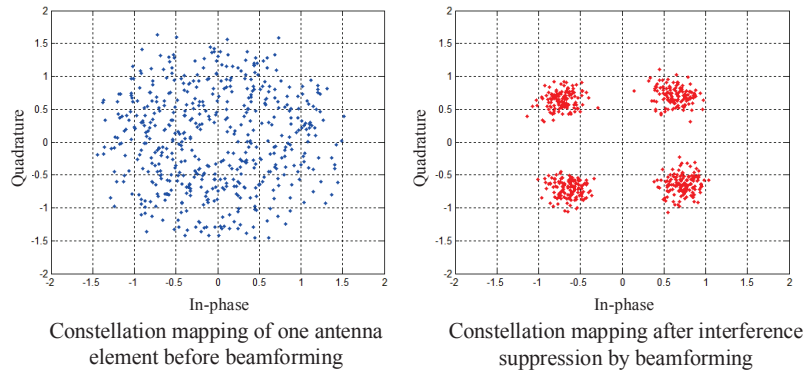 2
1.5
1
0.5
0
-0.5
-1
-1.5
-2
Quadrature
-2 -1.5 -1 -0.5 0 0.5 1 1.5 2
In-phase
Constellation mapping of one antenna
element before beamforming
2
1.5
1
0.5
0
-0.5
-1
-1.5
-2
Quadrature
-2 -1.5 -1 -0.5 0 0.5 1 1.5 2
In-phase
Constellation mapping after interference
suppression by beamforming